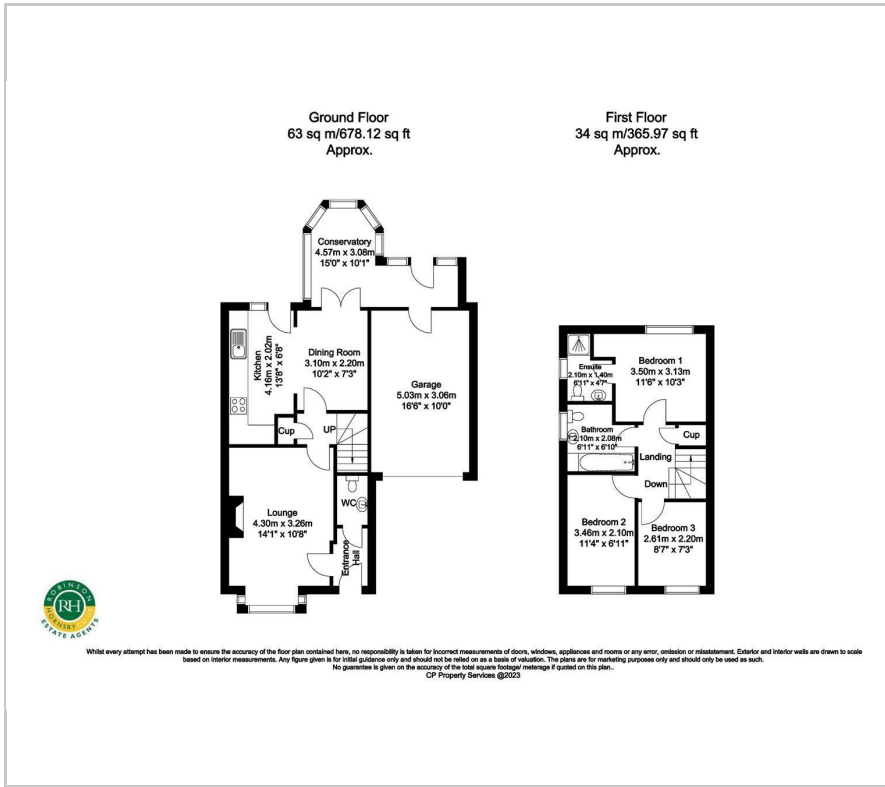 Ground Floor
63 sq m/678.12 sq ft
Approx.
First Floor
34 sq m/365.97 sq ft
Approx.
Conservatory
4.57m x 3.08m
15'0" x 10'1"
Kitchen
4.16m x 2.02m
13'8" x 6'8"
Dining Room
3.10m x 2.20m
10'2" x 7'3"
Garage
5.03m x 3.06m
16'6" x 10'0"
Cup
UP
Lounge
4.30m x 3.26m
14'1" x 10'8"
WC
Entrance
Hall
Ensuite
2.10m x 1.40m
6'11" x 4'7"
Bedroom 1
3.50m x 3.13m
11'6" x 10'3"
Bathroom
2.10m x 2.08m
6'11" x 6'10"
Cup
Landing
Down
Bedroom 2
3.46m x 2.10m
11'4" x 6'11"
Bedroom 3
2.61m x 2.20m
8'7" x 7'3"
ROBINSON
RH
HORNSBY
ESTATE AGENTS
Whilst every attempt has been made to ensure the accuracy of the floor plan contained here, no responsibility is taken for incorrect measurements of doors, windows, appliances and rooms or any error, omission or misstatement. Exterior and interior walls are drawn to scale
based on interior measurements. Any figure given is for initial guidance only and should not be relied on as a basis of valuation. The plans are for marketing purposes only and should only be used as such.
No guarantee is given on the accuracy of the total square footage/ meterage if quoted on this plan..
CP Property Services @2023